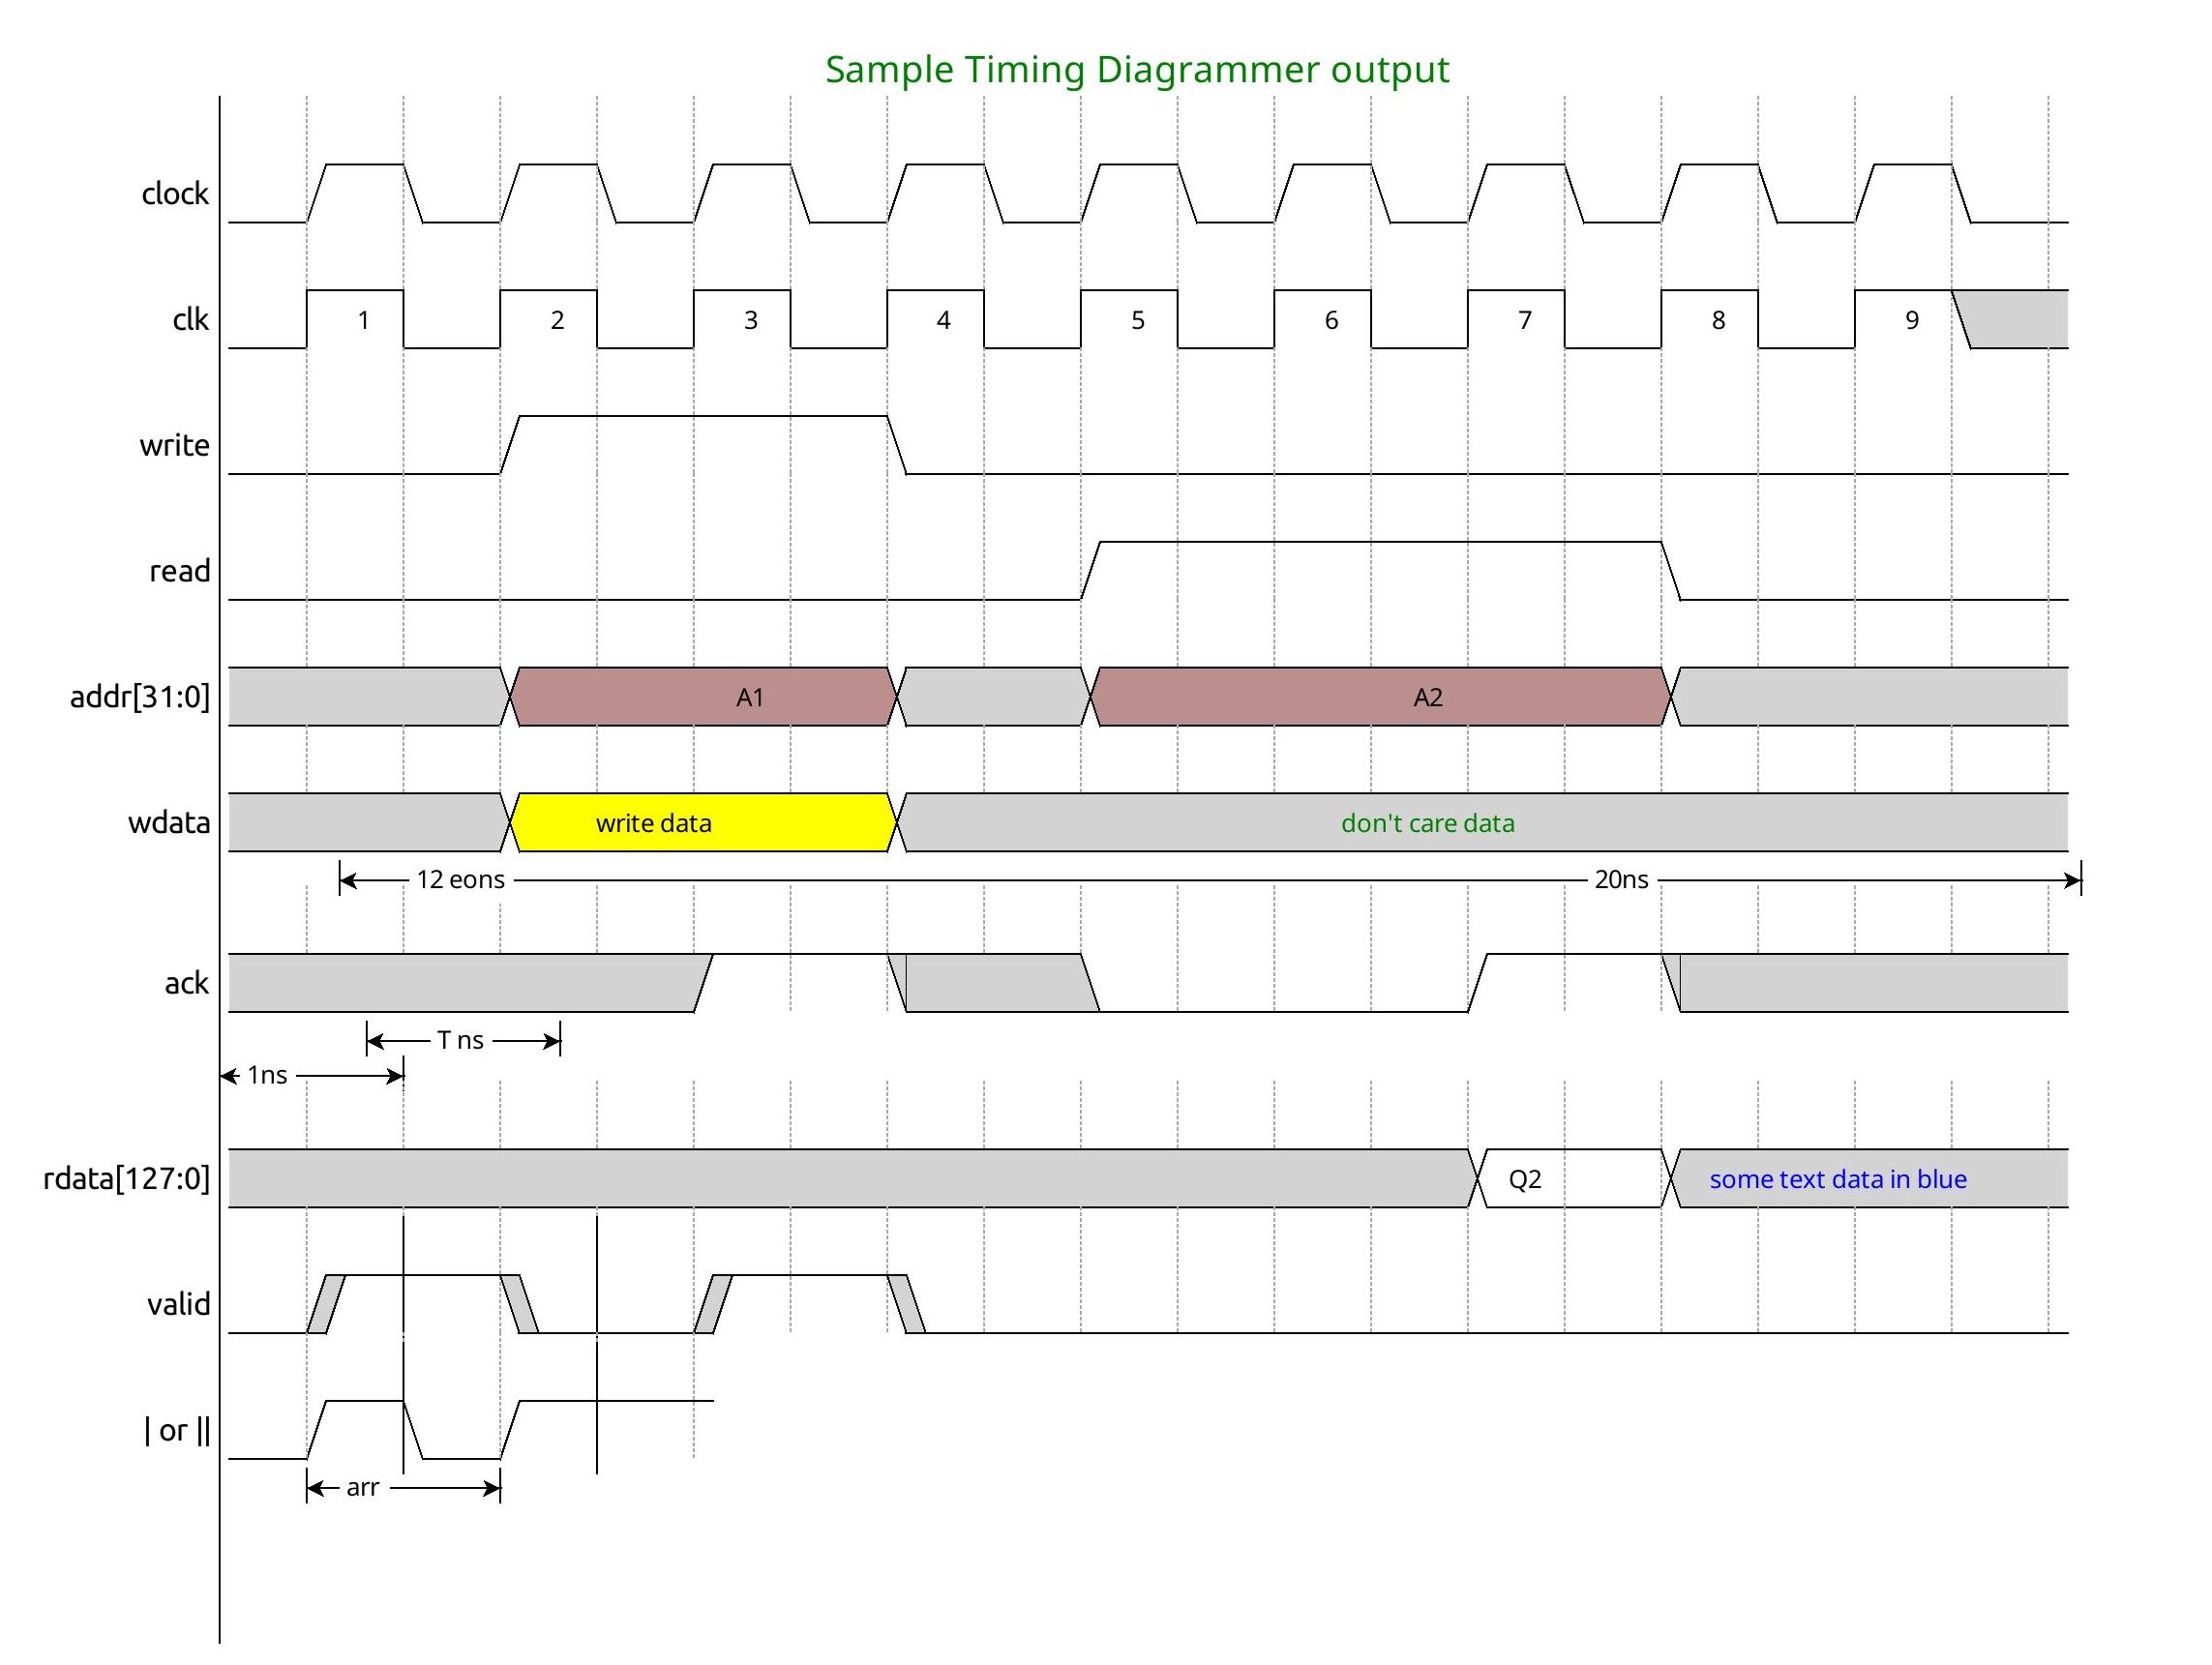 Sample Timing Diagrammer output
clock
clk 1 2 3 4 5 6 7 8 9
write
read
addr[31:0] A1 A2
wdata write data don't care data
12 eons 20ns
ack
T ns
1ns
rdata[127:0] Q2 some text data in blue
valid
| or ||
arr